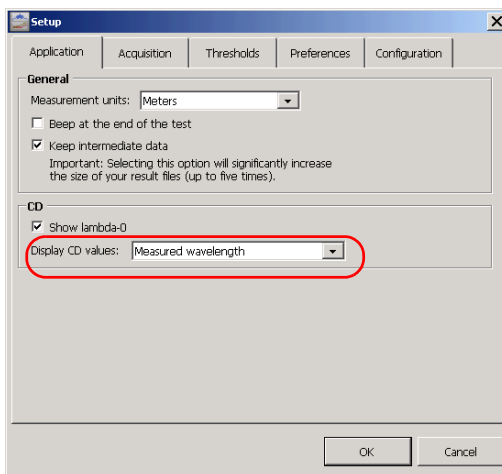 Setup
Application Acquisition Thresholds Preferences Configuration
General
Measurement units: Meters
Beep at the end of the test
Keep intermediate data
Important: Selecting this option will significantly increase
the size of your result files (up to five times).
CD
Show lambda-0
Display CD values: Measured wavelength
OK Cancel